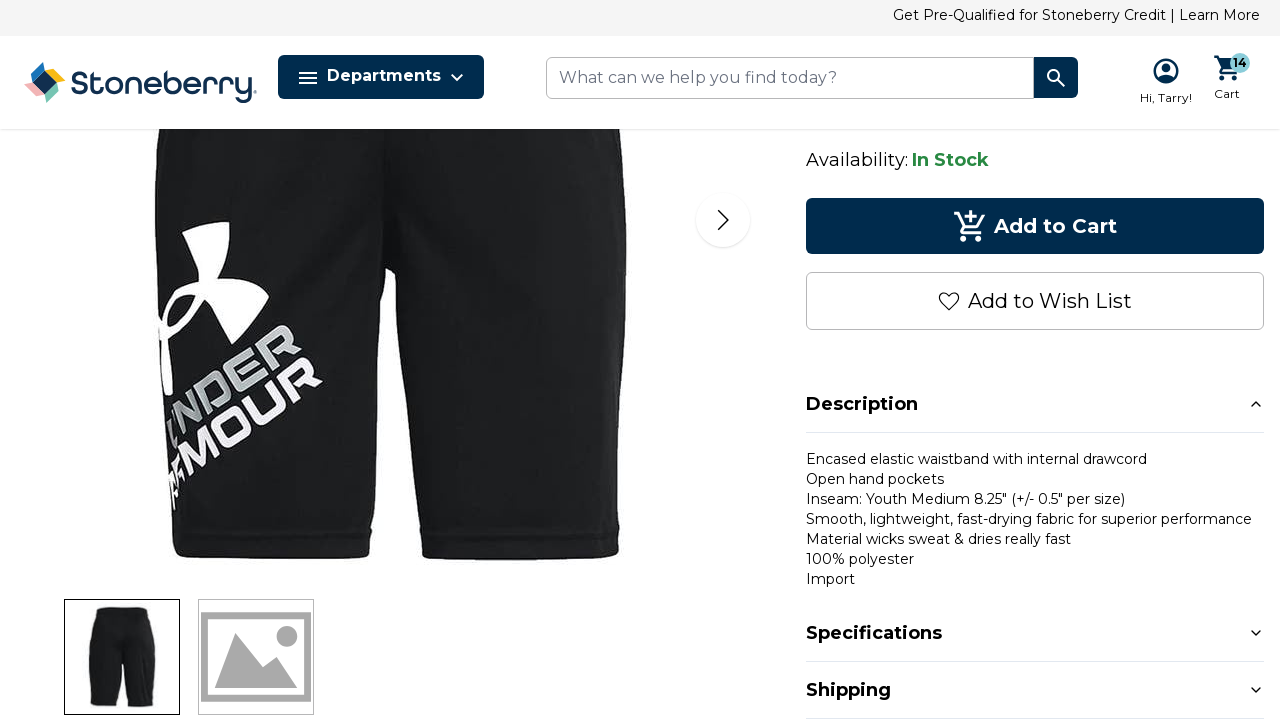 Get Pre-Qualified for Stoneberry Credit | Learn More
Stoneberry®
Departments
What can we help you find today?
Hi, Tarry!
14
Cart
UNDER
ARMOUR
Availability: In Stock
Add to Cart
Add to Wish List
Description
Encased elastic waistband with internal drawcord
Open hand pockets
Inseam: Youth Medium 8.25" (+/- 0.5" per size)
Smooth, lightweight, fast-drying fabric for superior performance
Material wicks sweat & dries really fast
100% polyester
Import
Specifications
Shipping